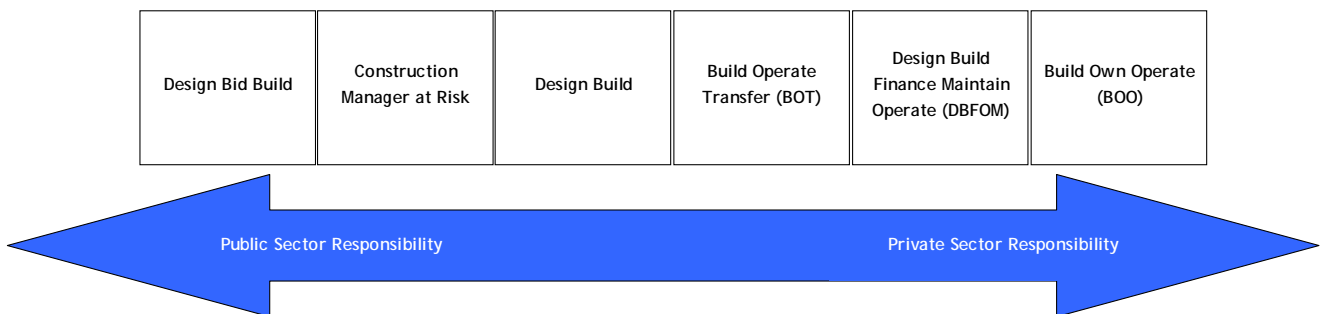 Design Bid Build
Construction
Manager at Risk
Design Build
Build Operate
Transfer (BOT)
Design Build
Finance Maintain
Operate (DBFOM)
Build Own Operate
(BOO)
Public Sector Responsibility
Private Sector Responsibility